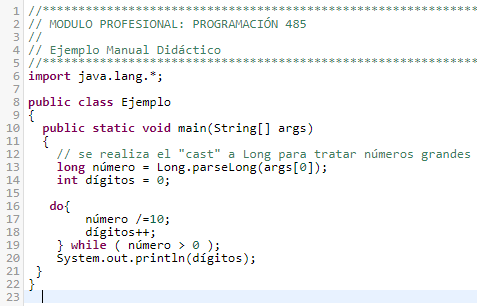 1 //*************************************************************
2 // MODULO PROFESIONAL: PROGRAMACIÓN 485
3 //
4 // Ejemplo Manual Didáctico
5 //*************************************************************
6 import java.lang.*;
7
8 public class Ejemplo
9 {
10   public static void main(String[] args)
11   {
12     // se realiza el "cast" a Long para tratar números grandes
13     long número = Long.parseLong(args[0]);
14     int dígitos = 0;
15
16    do{
17         número /=10;
18         dígitos++;
19     } while ( número > 0 );
20     System.out.println(dígitos);
21  }
22 }
23